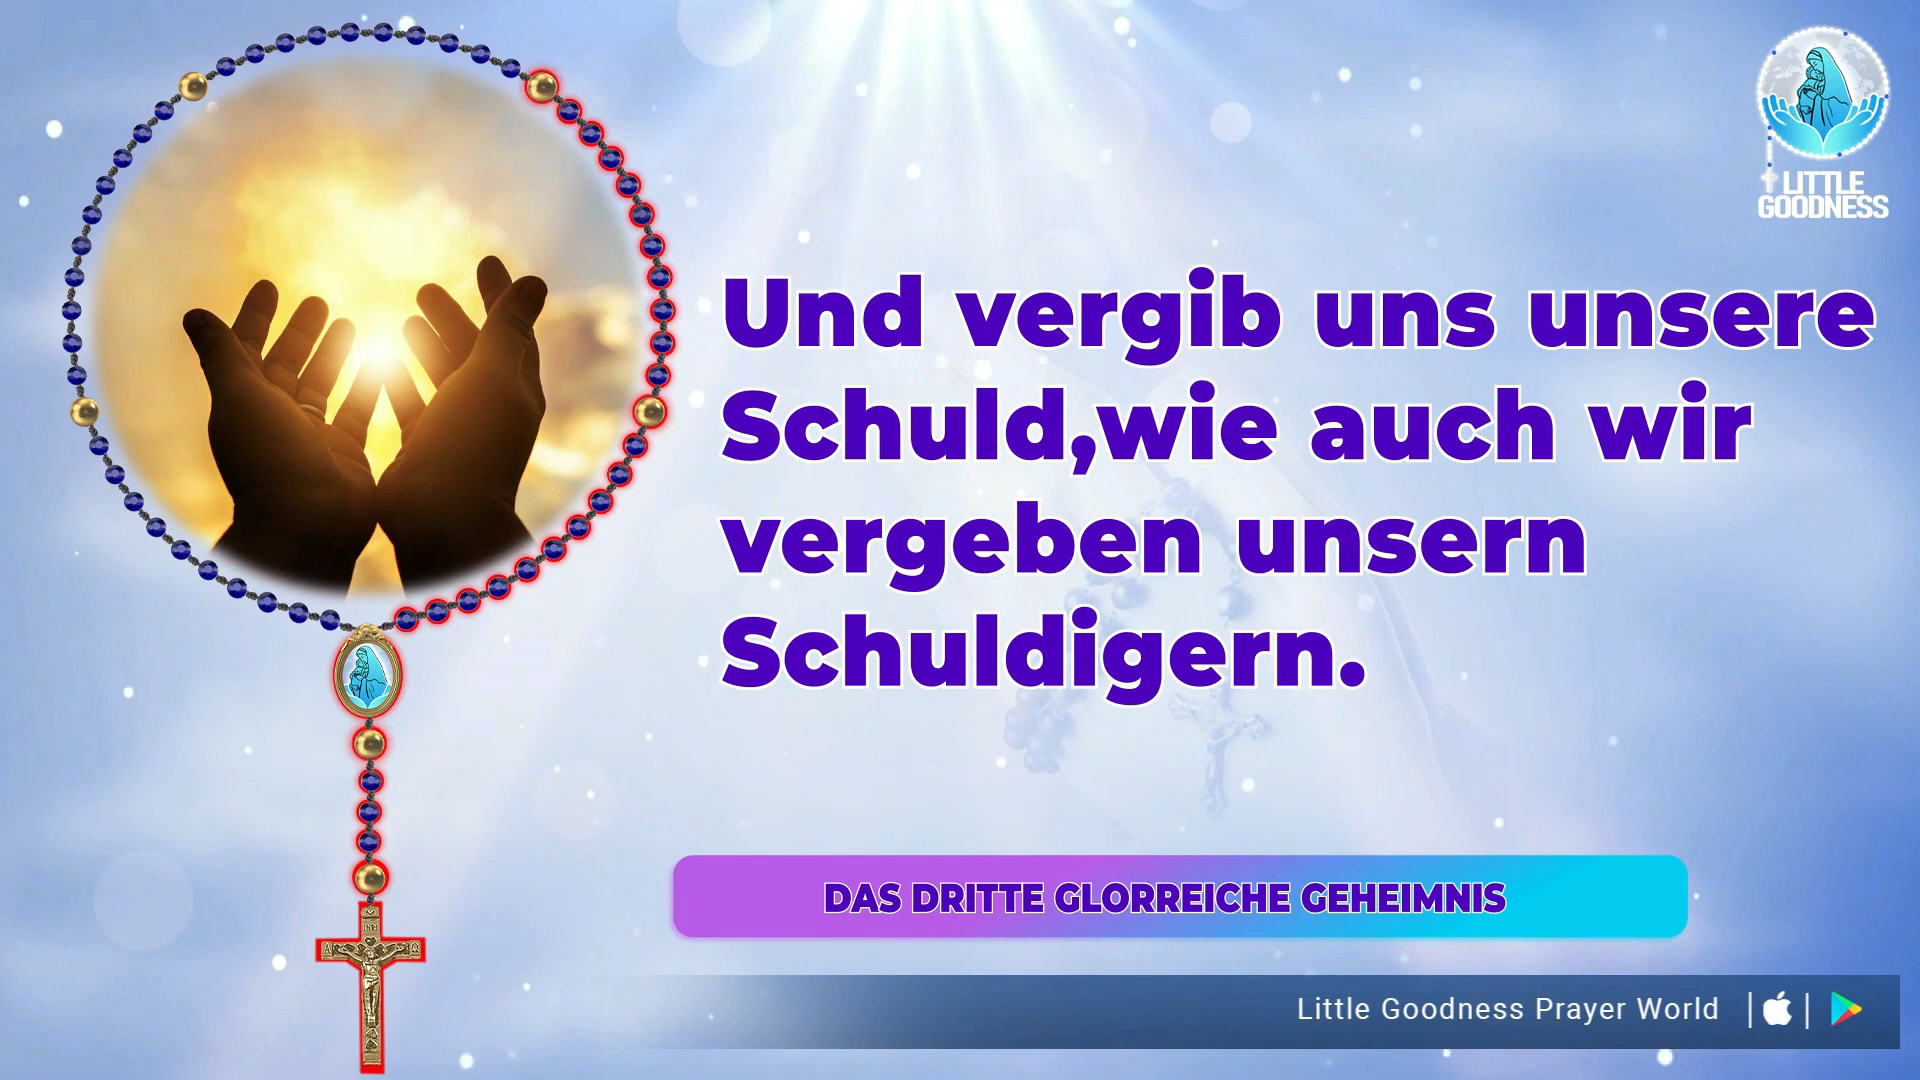 LITTLE
GOODNESS
Und vergib uns unsere
Schuld,wie auch wir
vergeben unsern
Schuldigern.
INRI
A Ω
DAS DRITTE GLORREICHE GEHEIMNIS
Little Goodness Prayer World